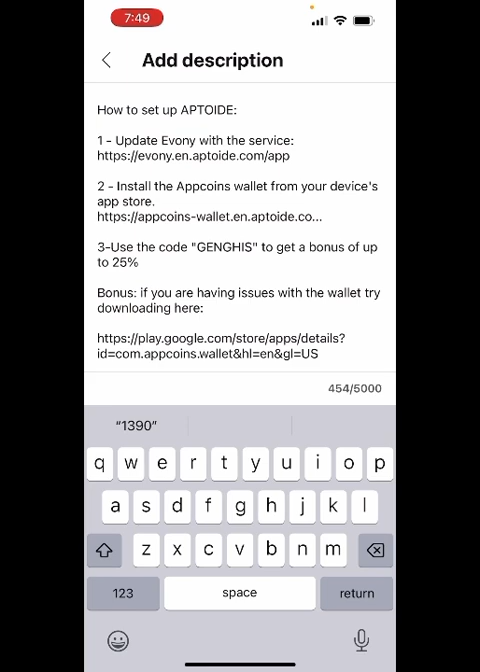 7:49
Add description
How to set up APTOIDE:
1 - Update Evony with the service:
https://evony.en.aptoide.com/app
2 - Install the Appcoins wallet from your device's
app store.
https://appcoins-wallet.en.aptoide.co...
3-Use the code "GENGHIS" to get a bonus of up
to 25%
Bonus: if you are having issues with the wallet try
downloading here:
https://play.google.com/store/apps/details?
id=com.appcoins.wallet&hl=en&gl=US
454/5000
"1390"
q w e r t y u i o p
a s d f g h j k l
z x c v b n m
123 space return